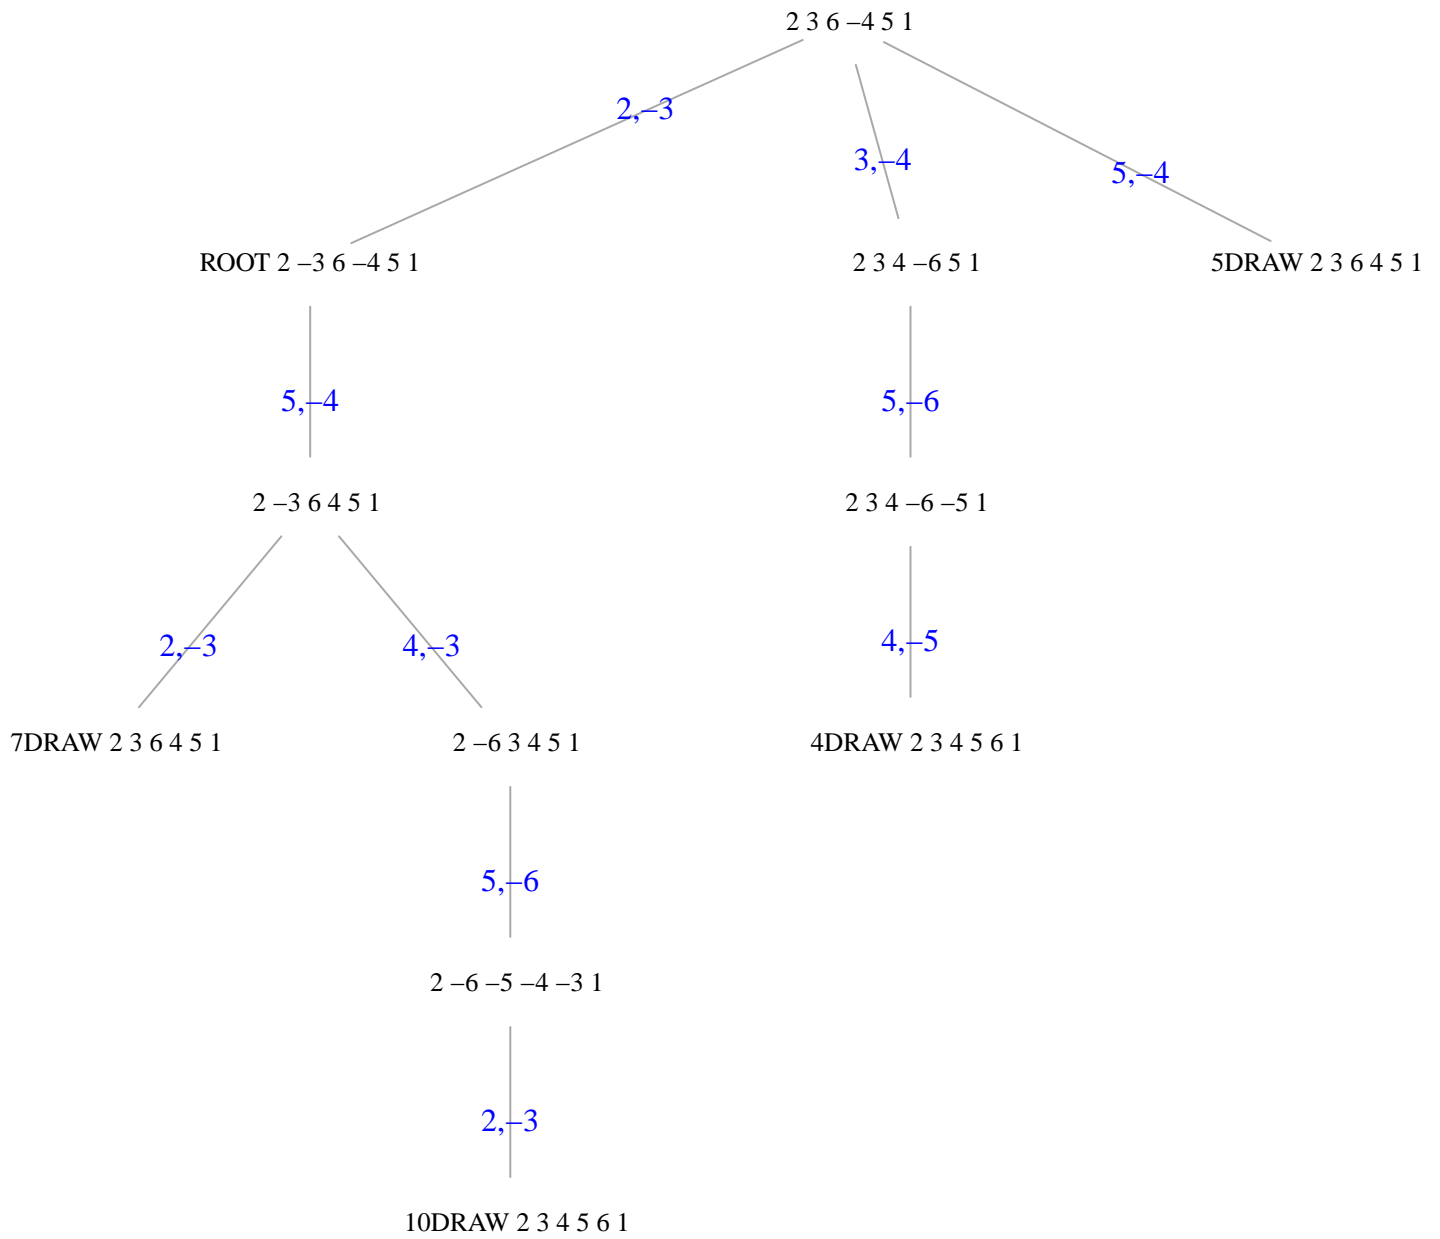 2 3 6 –4 5 1
2,–3
3,–4
5,–4
ROOT 2 –3 6 –4 5 1
2 3 4 –6 5 1
5DRAW 2 3 6 4 5 1
5,–4
5,–6
2 –3 6 4 5 1
2 3 4 –6 –5 1
2,–3
4,–3
4,–5
7DRAW 2 3 6 4 5 1
2 –6 3 4 5 1
4DRAW 2 3 4 5 6 1
5,–6
2 –6 –5 –4 –3 1
2,–3
10DRAW 2 3 4 5 6 1